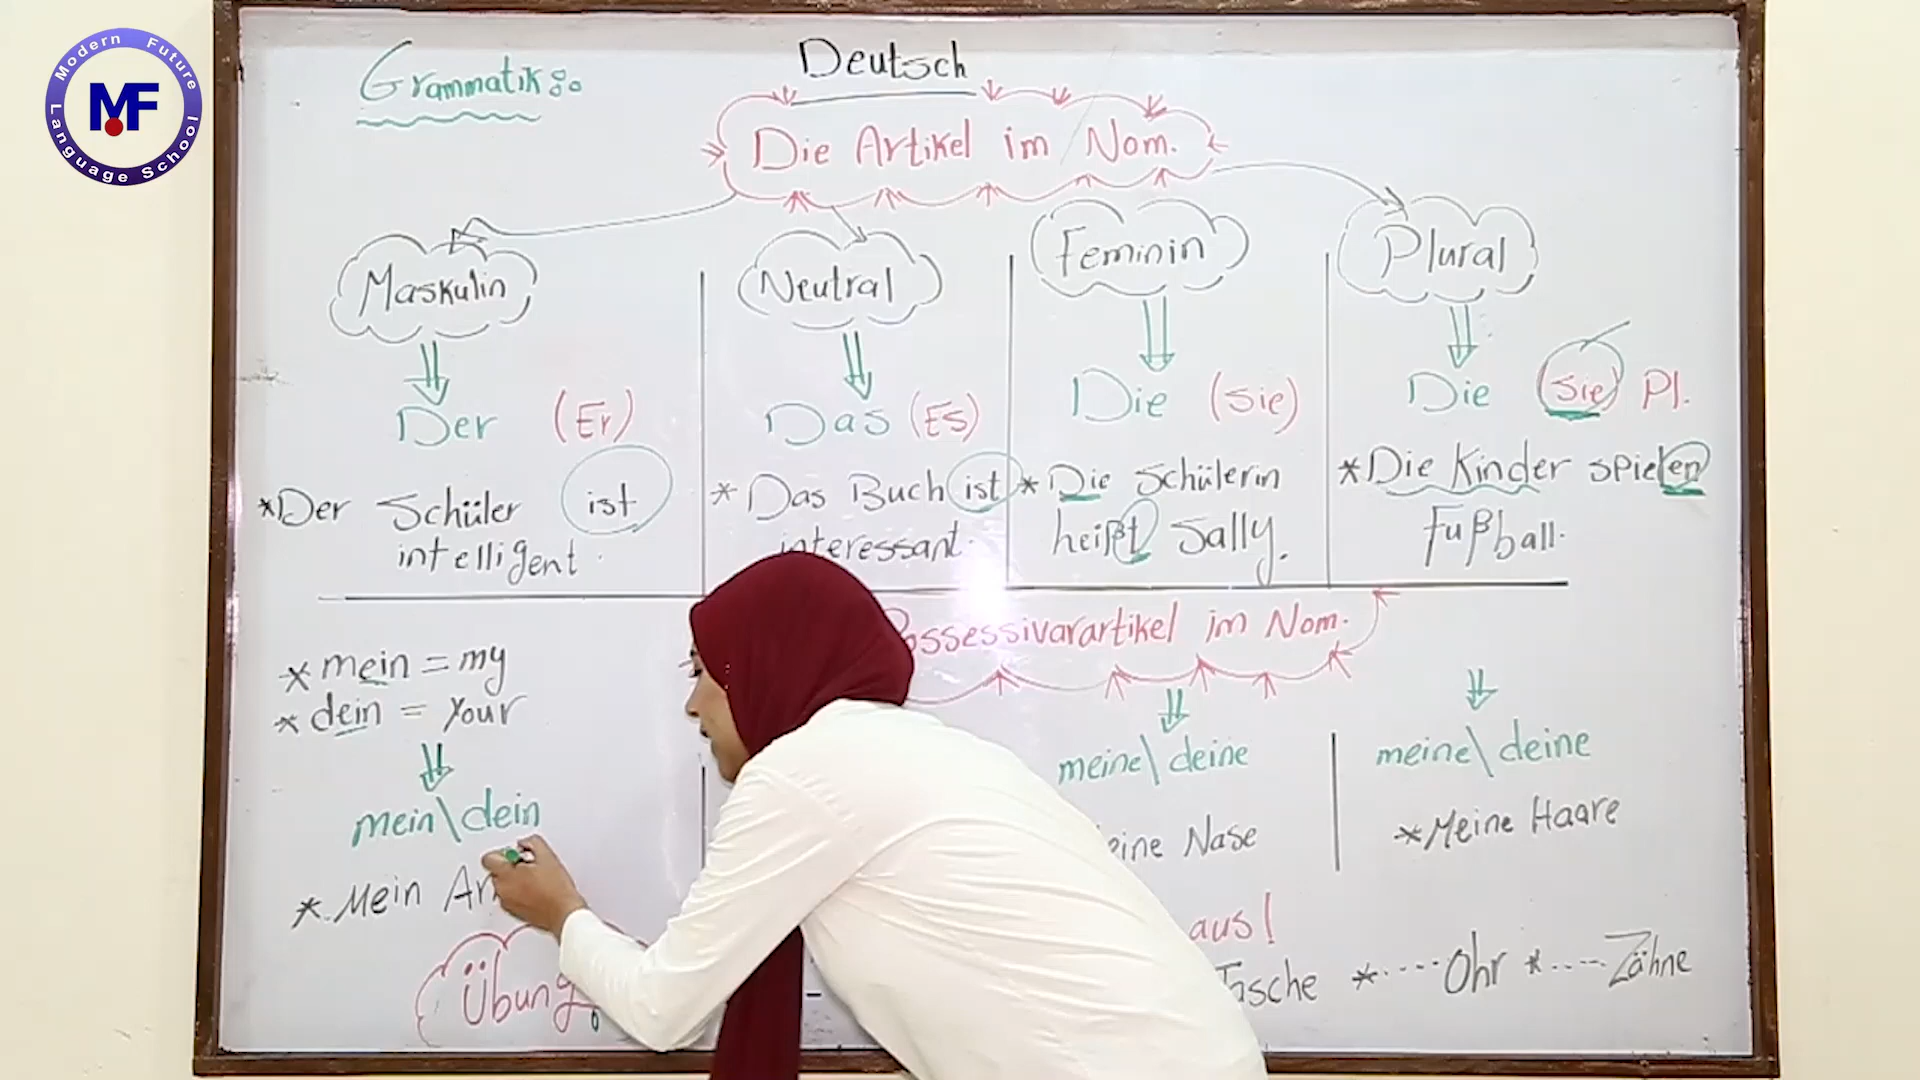 Modern Future
MF
Language School
Grammatik:
Deutsch
Die Artikel im Nom.
Maskulin
Neutral
Feminin
Plural
Der (Er)
Das (Es)
Die (Sie)
Die (Sie) Pl.
*Der Schüler ist
intelligent.
* Das Buch ist
interessant.
* Die Schülerin
heißt Sally.
*Die Kinder spielen
Fußball.
Possessivarartikel im Nom.
* mein = my
* dein = your
mein\dein
meine\deine
meine\deine
* Mein
Nase
*Meine Haare
Übung
aus!
*---- Ohr *---- Zähne